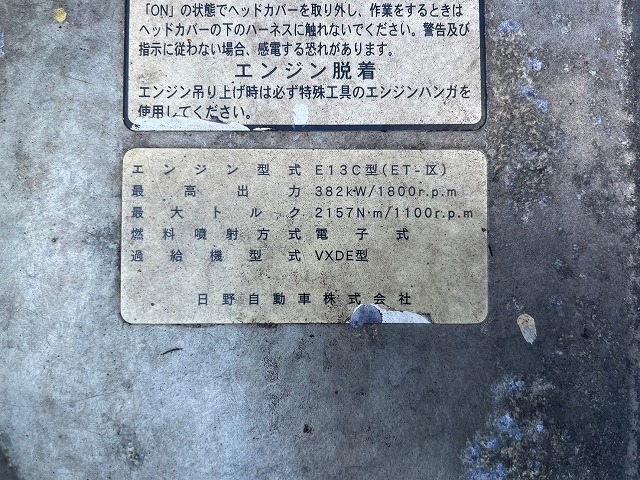 「ON」の状態でヘッドカバーを取り外し、作業をするときは
ヘッドカバーの下のハーネスに触れないでください。警告及び
指示に従わない場合、感電する恐れがあります。
エンジン脱着
エンジン吊り上げ時は必ず特殊工具のエンジンハンガを
使用してください。
エンジン型式 E13C型(ET-Ⅸ)
最高出力 382kW/1800r.p.m
最大トルク 2157N·m/1100r.p.m
燃料噴射方式 電子式
過給機型式 VXDE型
日野自動車株式会社